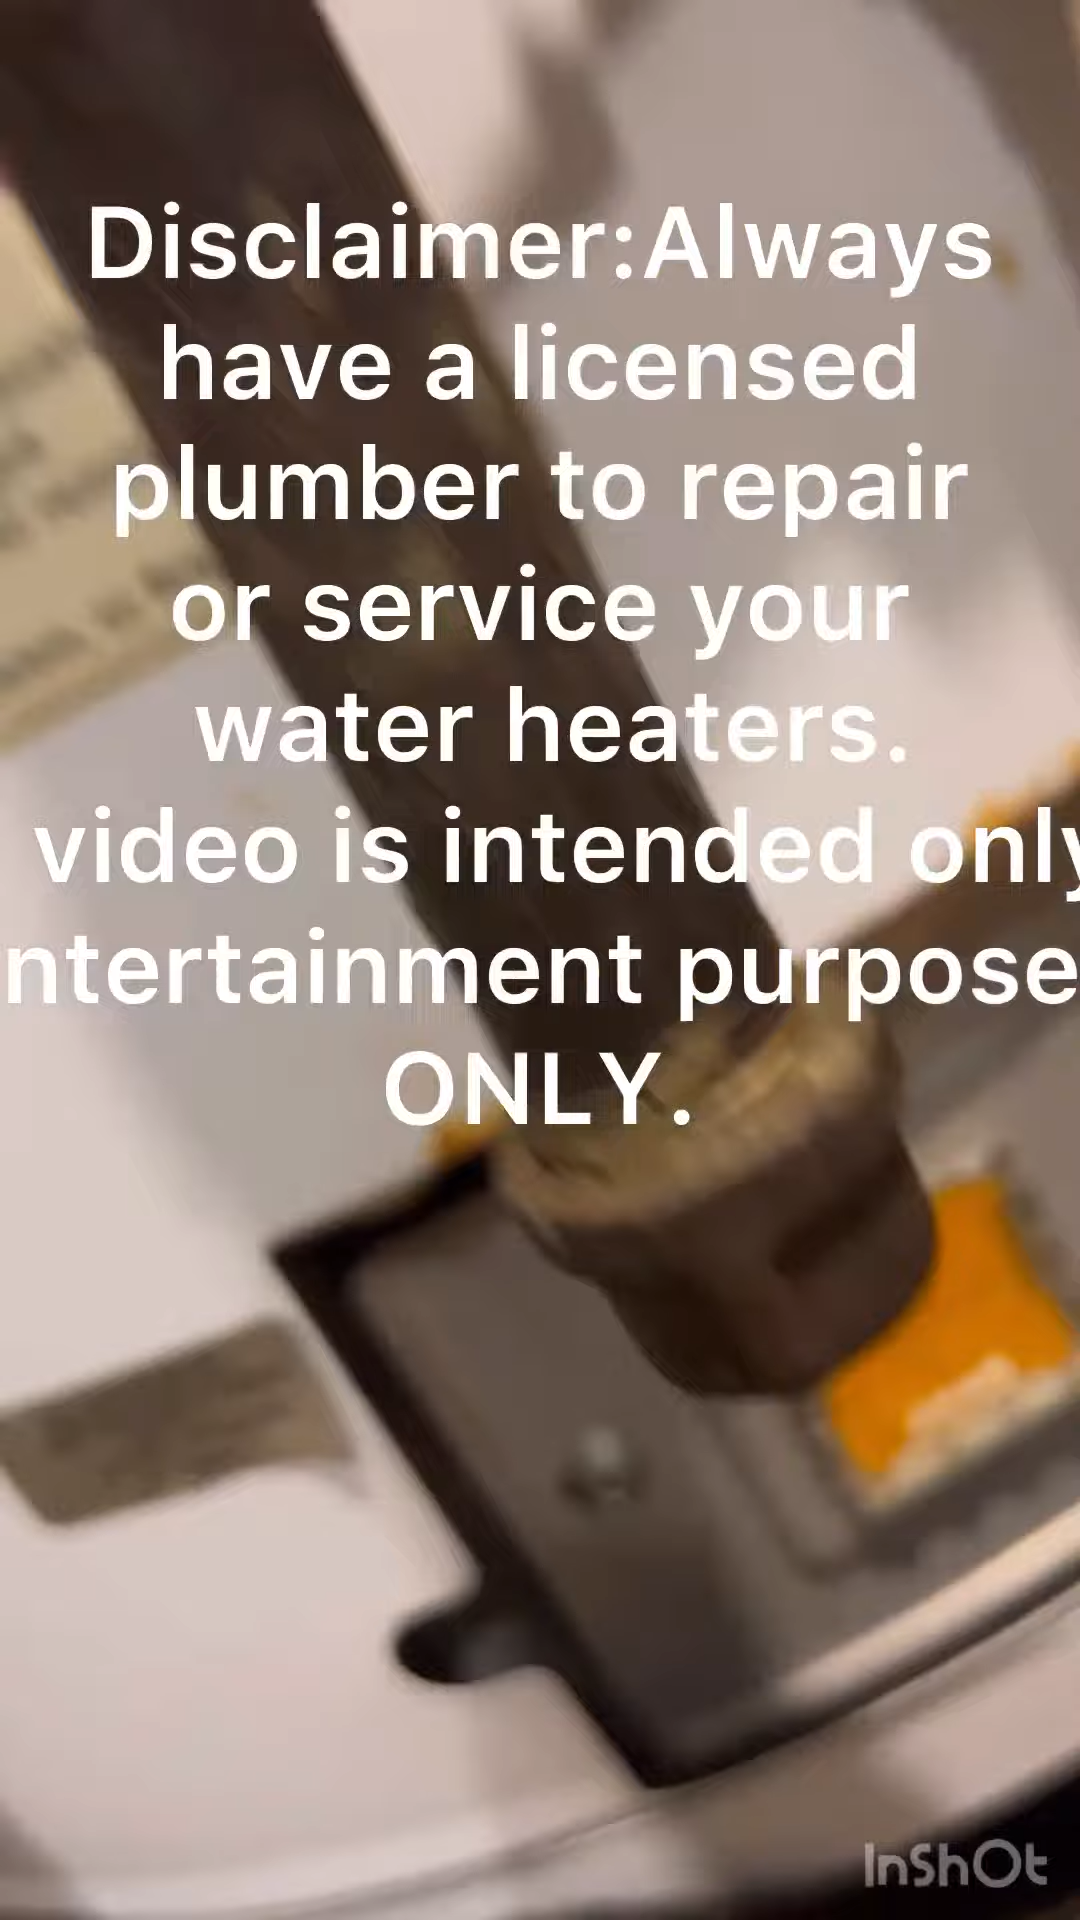 Disclaimer:Always
have a licensed
plumber to repair
or service your
water heaters.
video is intended only
ntertainment purpose
ONLY.
InShOt